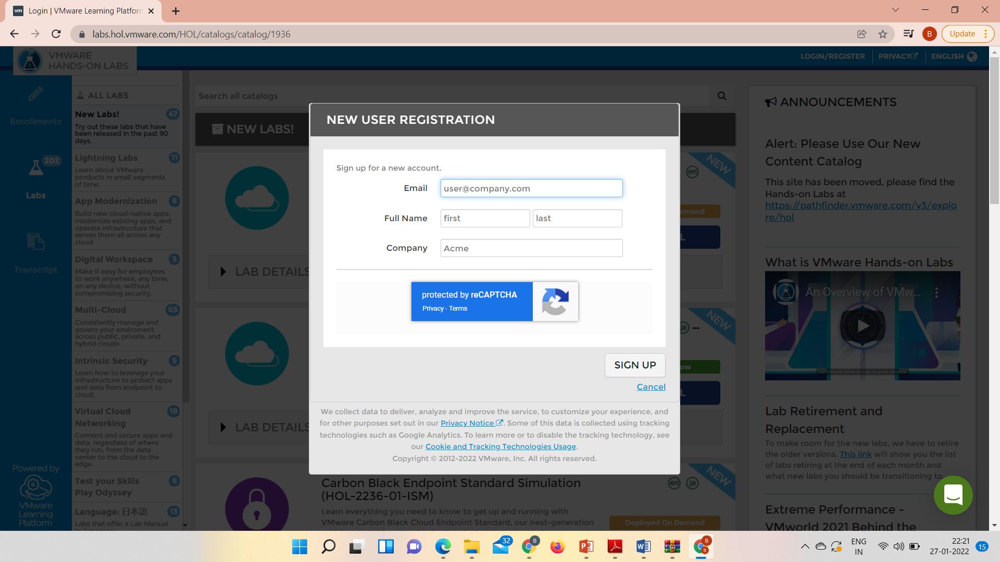 Login | VMware Learning Platform
labs.hol.vmware.com/HOL/catalogs/catalog/1936
B
Update
VMWARE
HANDS-ON LABS
LOGIN/REGISTER
PRIVACY
ENGLISH
Enrollments
202
Labs
Transcript
Powered by
VMware
Learning
Platform
ALL LABS
New Labs!
47
Try out these labs that have
been released in the past 90
days.
Lightning Labs
11
Learn about VMware
products in small segments
of time.
App Modernization
8
Build new cloud-native apps,
modernize existing apps, and
operate infrastructure that
serves them all across any
cloud
Digital Workspace
3
Make it easy for employees
to work anywhere, any time,
on any device, without
compromising security.
Multi-Cloud
65
Consistently manage and
govern your enviroment
across public, private, and
hybrid clouds
Intrinsic Security
5
Learn how to leverage your
infrastructure to protect apps
and data from endpoint to
cloud.
Virtual Cloud
Networking
18
Connect and secure apps and
data, regardless of where
they run, from the data
center to the cloud to the
edge.
Test your Skills
Play Odyssey
8
Language: 日本語
13
Labs that offer a Lab Manual
Search all catalogs
NEW LABS!
NEW
en
emand
L
LAB DETAILS
NEW
ja
ow
L
LAB DETAILS
NEW USER REGISTRATION
Sign up for a new account.
Email
user@company.com
Full Name
first
last
Company
Acme
protected by reCAPTCHA
Privacy - Terms
SIGN UP
Cancel
We collect data to deliver, analyze and improve the service, to customize your experience, and
for other purposes set out in our Privacy Notice . Some of this data is collected using tracking
technologies such as Google Analytics. To learn more or to disable the tracking technology, see
our Cookie and Tracking Technologies Usage.
Copyright © 2012-2022 VMware, Inc. All rights reserved.
Carbon Black Endpoint Standard Simulation
(HOL-2236-01-ISM)
en
ja
NEW
Learn everything you need to know to get up and running with
VMware Carbon Black Cloud Endpoint Standard, our next-generation
Deployed On Demand
ANNOUNCEMENTS
Alert: Please Use Our New
Content Catalog
This site has been moved, please find the
Hands-on Labs at
https://pathfinder.vmware.com/v3/explo
re/hol
What is VMware Hands-on Labs
An Overview of VMw...
Use VMware Hands-on Labs to prove concepts,
Lab Retirement and
Replacement
To make room for the new labs, we have to retire
the older versions. This link will show you the list
of labs retiring at the end of each month and
what new labs you should be transitioning to.
Extreme Performance -
VMworld 2021 Behind the
32
B
B
B
ENG
IN
22:21
27-01-2022
15